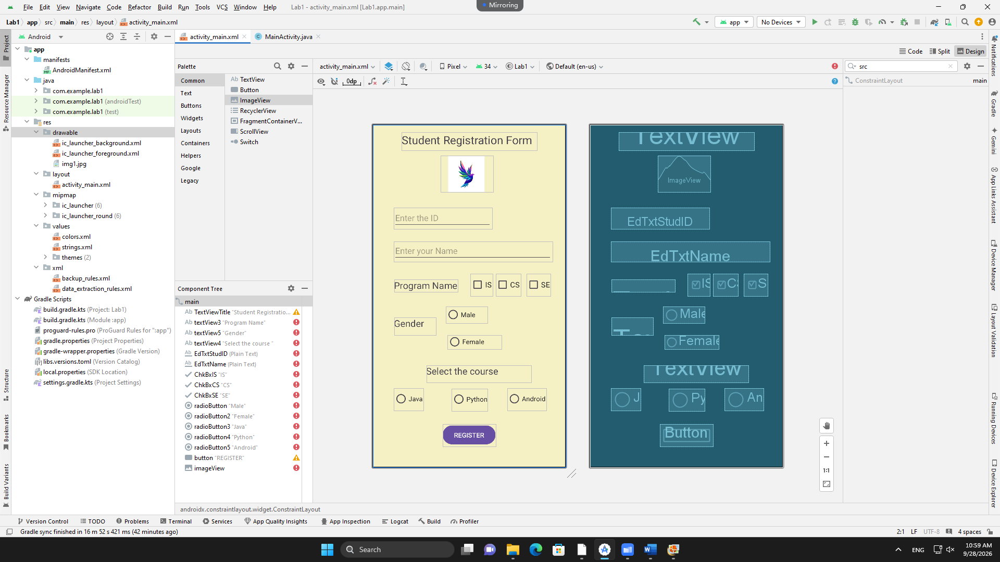 Mirroring
File Edit View Navigate Code Refactor Build Run Tools VCS Window Help Lab1 - activity_main.xml [Lab1.app.main]
Lab1 app src main res layout activity_main.xml
app No Devices
Android
activity_main.xml MainActivity.java
Code Split Design
Project
Resource Manager
Structure
Bookmarks
Build Variants
app
manifests
AndroidManifest.xml
java
com.example.lab1
com.example.lab1 (androidTest)
com.example.lab1 (test)
res
drawable
ic_launcher_background.xml
ic_launcher_foreground.xml
img1.jpg
layout
activity_main.xml
mipmap
ic_launcher (6)
ic_launcher_round (6)
values
colors.xml
strings.xml
themes (2)
xml
backup_rules.xml
data_extraction_rules.xml
Gradle Scripts
build.gradle.kts (Project: Lab1)
build.gradle.kts (Module :app)
proguard-rules.pro (ProGuard Rules for ":app")
gradle.properties (Project Properties)
gradle-wrapper.properties (Gradle Version)
libs.versions.toml (Version Catalog)
local.properties (SDK Location)
settings.gradle.kts (Project Settings)
Palette
Common
Text
Buttons
Widgets
Layouts
Containers
Helpers
Google
Legacy
Ab TextView
Button
ImageView
RecyclerView
FragmentContainerV...
ScrollView
Switch
Component Tree
main
Ab TextViewTitle "Student Registratio...
Ab textView3 "Program Name"
Ab textView5 "Gender"
Ab textView4 "Select the course "
Ab EdTxtStudID (Plain Text)
Ab EdTxtName (Plain Text)
ChkBxIS "IS"
ChkBxCS "CS"
ChkBxSE "SE"
radioButton "Male"
radioButton2 "Female"
radioButton3 "Java"
radioButton4 "Python"
radioButton5 "Android"
button "REGISTER"
imageView
activity_main.xml Pixel 34 Lab1 Default (en-us)
0dp
Student Registration Form
Enter the ID
Enter your Name
Program Name IS CS SE
Male
Gender
Female
Select the course
Java Python Android
REGISTER
TextView
ImageView
EdTxtStudID
EdTxtName
IS C S
Male
Female
TextView
J Py An
Button
1:1
src
ConstraintLayout main
Notifications
Gradle
Gemini
App Links Assistant
Device Manager
Layout Validation
Running Devices
Device Explorer
androidx.constraintlayout.widget.ConstraintLayout
Version Control TODO Problems Terminal Services App Quality Insights App Inspection Logcat Build Profiler
Gradle sync finished in 16 m 52 s 421 ms (42 minutes ago)
2:1 LF UTF-8 4 spaces
Search
ENG
10:59 AM
9/28/2026